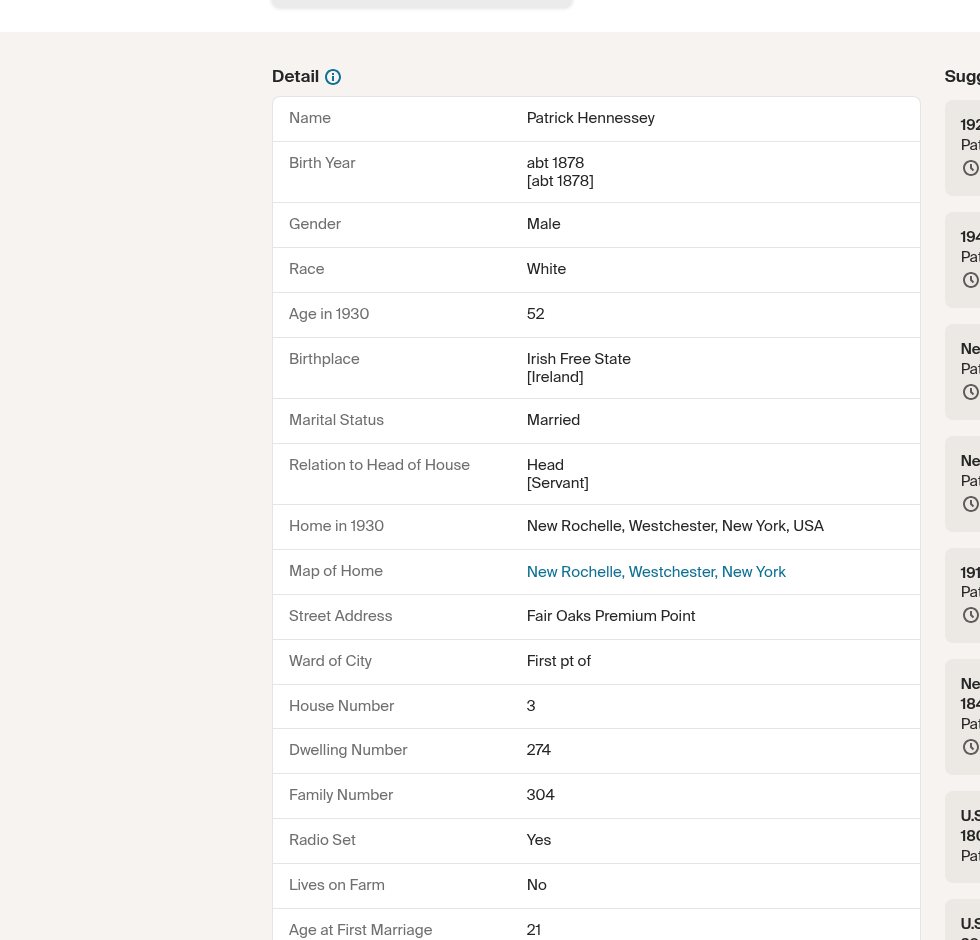 Detail
Name Patrick Hennessey
Birth Year abt 1878
[abt 1878]
Gender Male
Race White
Age in 1930 52
Birthplace Irish Free State
[Ireland]
Marital Status Married
Relation to Head of House Head
[Servant]
Home in 1930 New Rochelle, Westchester, New York, USA
Map of Home New Rochelle, Westchester, New York
Street Address Fair Oaks Premium Point
Ward of City First pt of
House Number 3
Dwelling Number 274
Family Number 304
Radio Set Yes
Lives on Farm No
Age at First Marriage 21